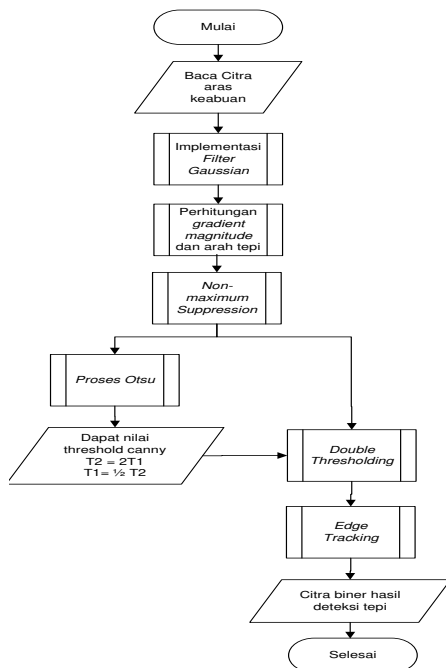 Mulai
Baca Citra
aras
keabuan
Implementasi
Filter
Gaussian
Perhitungan
gradient
magnitude
dan arah tepi
Non-
maximum
Suppression
Proses Otsu
Dapat nilai
threshold canny
T2 = 2T1
T1= ½ T2
Double
Thresholding
Edge
Tracking
Citra biner hasil
deteksi tepi
Selesai